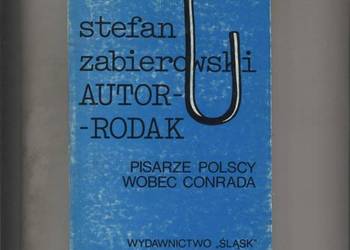 stefan
zabierowski
AUTOR-
-RODAK
PISARZE POLSCY
WOBEC CONRADA
WYDAWNICTWO „ŚLĄSK"